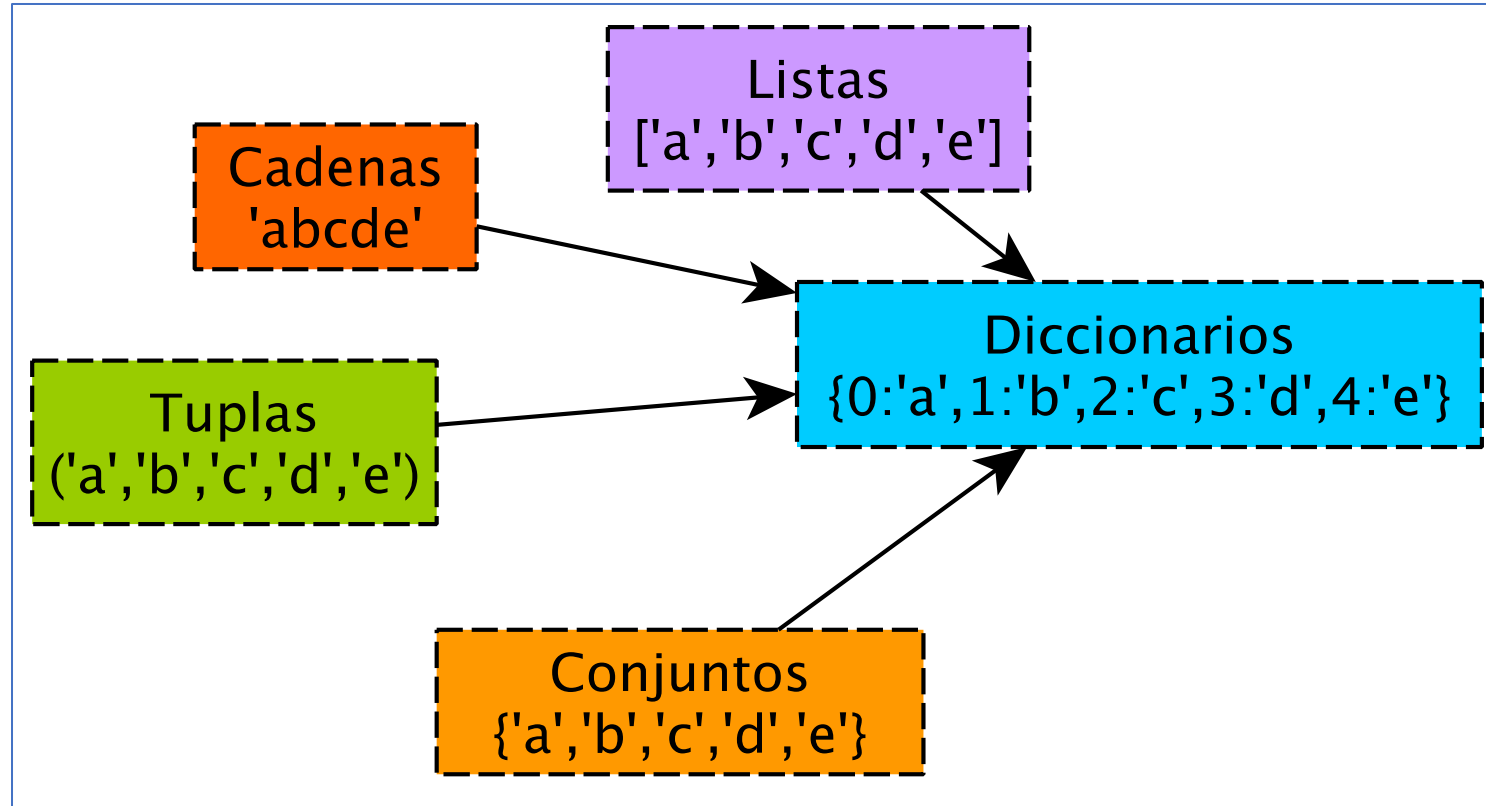 Listas
['a','b','c','d','e']
Cadenas
'abcde'
Diccionarios
{0:'a',1:'b',2:'c',3:'d',4:'e'}
Tuplas
('a','b','c','d','e')
Conjuntos
{'a','b','c','d','e'}